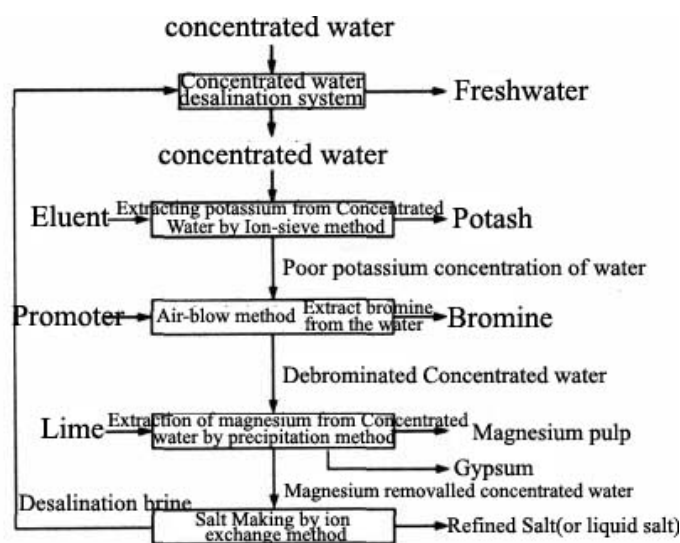 concentrated water
Concentrated water
desalination system
Freshwater
concentrated water
Eluent
Extracting potassium from Concentrated
Water by Ion-sieve method
Potash
Poor potassium concentration of water
Promoter
Air-blow method
Extract bromine
from the water
Bromine
Debrominated Concentrated water
Lime
Extraction of magnesium from Concentrated
water by precipitation method
Magnesium pulp
Gypsum
Desalination brine
Magnesium removalled concentrated water
Salt Making by ion
exchange method
Refined Salt(or liquid salt)